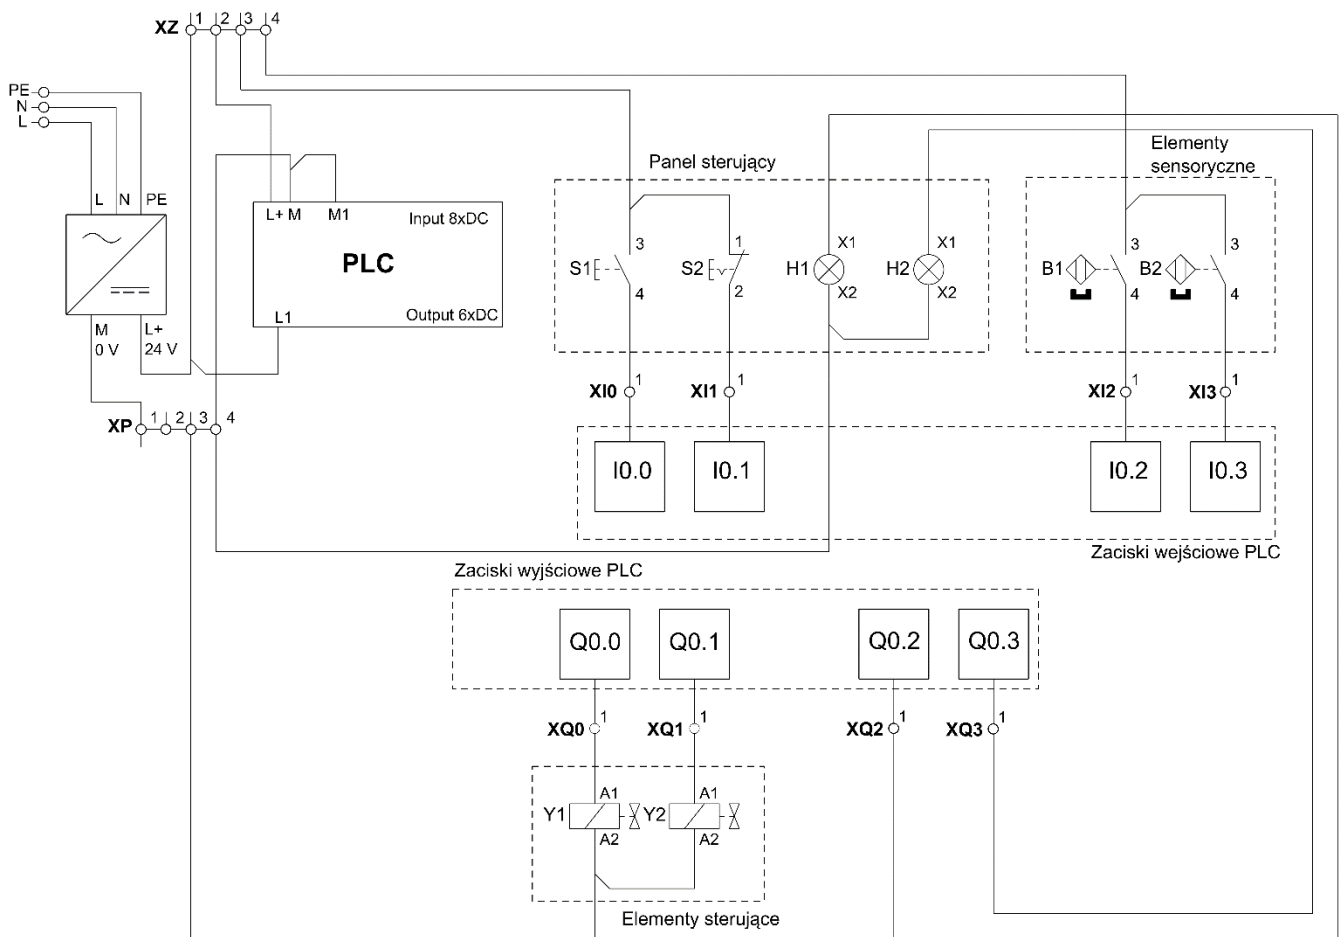 XZ 1 2 3 4
PE
N
L
L N PE
M L+
0 V 24 V
L+ M M1 Input 8xDC
PLC
L1 Output 6xDC
XP 1 2 3 4
Panel sterujący
S1 3 4
S2 1 2
H1 X1 X2
H2 X1 X2
Elementy
sensoryczne
B1 3 4
B2 3 4
XI0 1 XI1 1 XI2 1 XI3 1
I0.0 I0.1 I0.2 I0.3
Zaciski wejściowe PLC
Zaciski wyjściowe PLC
Q0.0 Q0.1 Q0.2 Q0.3
XQ0 1 XQ1 1 XQ2 1 XQ3 1
Y1 A1 A2
Y2 A1 A2
Elementy sterujące